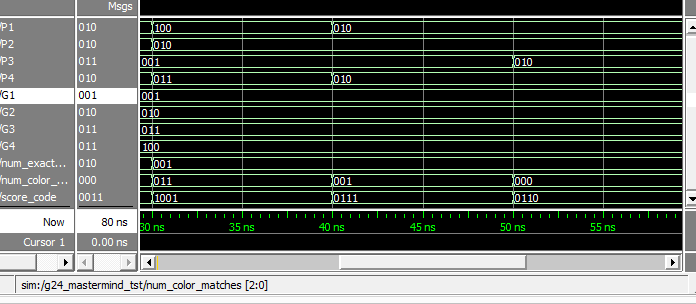 Msgs
/P1 010 100 010
/P2 010 010
/P3 011 001 010
/P4 010 011 010
/G1 001 001
/G2 010 010
/G3 011 011
/G4 100 100
/num_exact... 010 001
/num_color_... 000 011 001 000
/score_code 0011 1001 0111 0110
Now 80 ns
30 ns 35 ns 40 ns 45 ns 50 ns 55 ns
Cursor 1 0.00 ns
sim:/g24_mastermind_tst/num_color_matches [2:0]